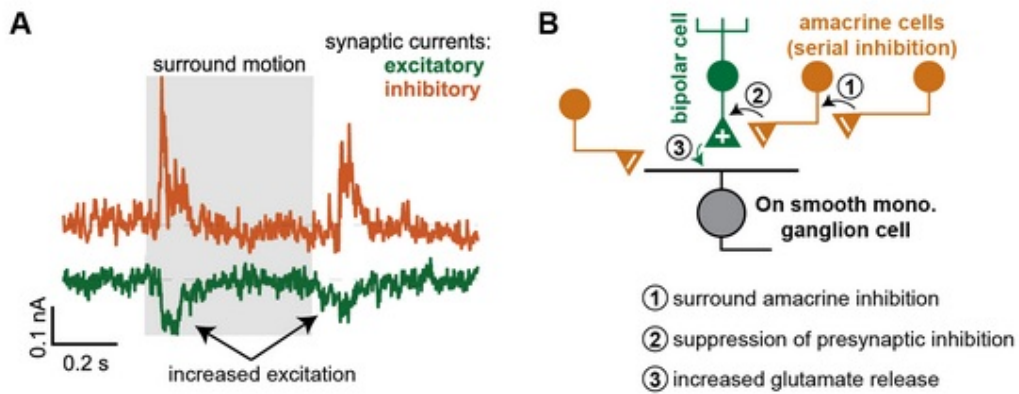 A
synaptic currents:
excitatory
inhibitory
surround motion
0.1 nA
0.2 s
increased excitation
B
bipolar cell
amacrine cells
(serial inhibition)
1
2
3
+
On smooth mono.
ganglion cell
1 surround amacrine inhibition
2 suppression of presynaptic inhibition
3 increased glutamate release